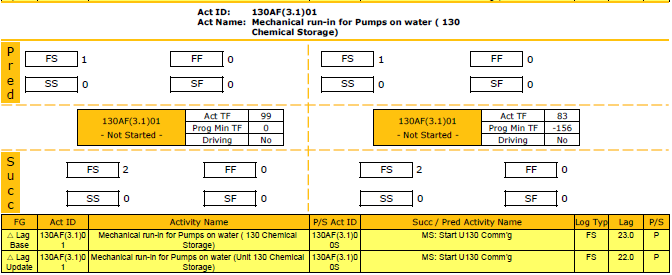 Act ID: 130AF(3.1)01
Act Name: Mechanical run-in for Pumps on water ( 130
Chemical Storage)
Pred
FS 1 FF 0 FS 1 FF 0
SS 0 SF 0 SS 0 SF 0
130AF(3.1)01
- Not Started -
Act TF 99
Prog Min TF 0
Driving No
130AF(3.1)01
- Not Started -
Act TF 83
Prog Min TF -156
Driving No
Succ
FS 2 FF 0 FS 2 FF 0
SS 0 SF 0 SS 0 SF 0
FG Act ID Activity Name P/S Act ID Succ / Pred Activity Name Log Typ Lag P/S
△ Lag 130AF(3.1)0 Mechanical run-in for Pumps on water ( 130 Chemical 130AF(3.1)0 MS: Start U130 Comm'g FS 23.0 P
Base 1 Storage) 0S
△ Lag 130AF(3.1)0 Mechanical run-in for Pumps on water (Unit 130 Chemical 130AF(3.1)0 MS: Start U130 Comm'g FS 22.0 P
Update 1 Storage) 0S